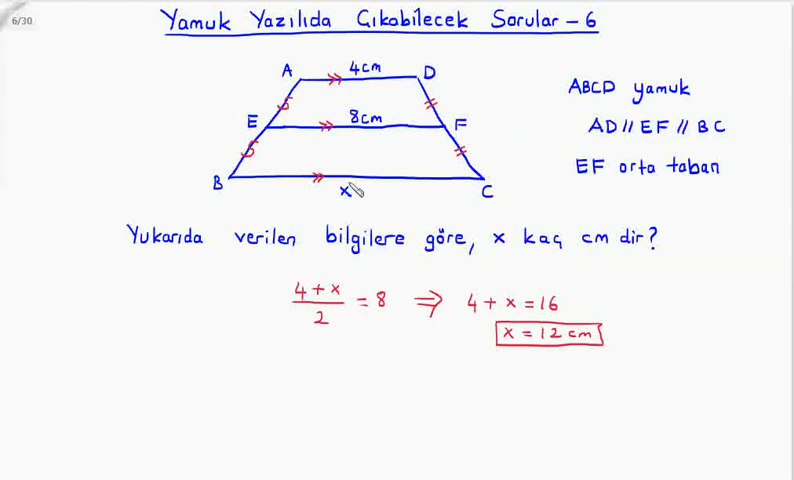 6/30
Yamuk Yazılıda Çıkabilecek Sorular - 6
A 4cm D
E 8cm F
B x C
ABCD yamuk
AD // EF // BC
EF orta taban
Yukarıda verilen bilgilere göre, x kaç cm dir?
(4 + x)/2 = 8 ⇒ 4 + x = 16
x = 12 cm